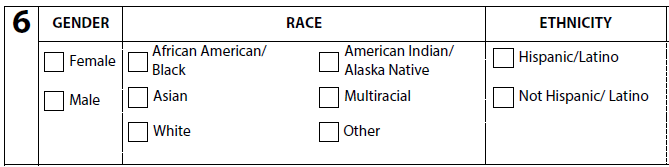 6 GENDER RACE ETHNICITY
Female
Male
African American/
Black
Asian
White
American Indian/
Alaska Native
Multiracial
Other
Hispanic/Latino
Not Hispanic/ Latino